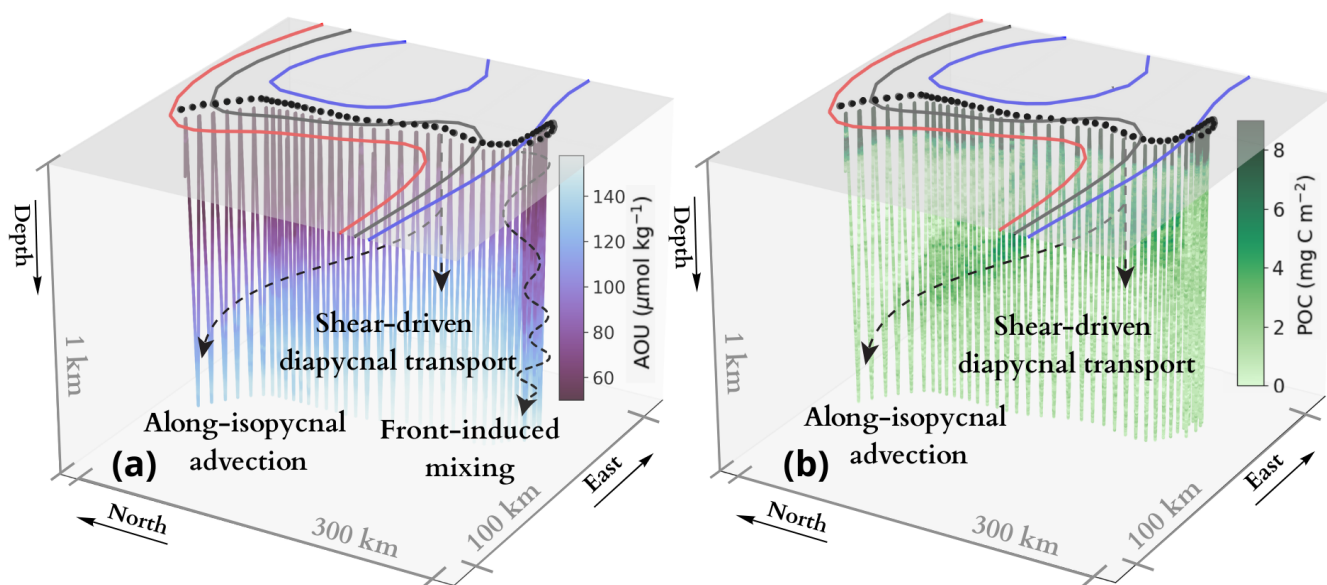 Depth
1 km
Shear-driven
diapycnal transport
Along-isopycnal
advection
Front-induced
mixing
(a)
North
300 km
100 km
East
140
120
100
80
60
AOU (μmol kg⁻¹)
Depth
1 km
Shear-driven
diapycnal transport
Along-isopycnal
advection
(b)
North
300 km
100 km
East
8
6
4
2
0
POC (mg C m⁻²)